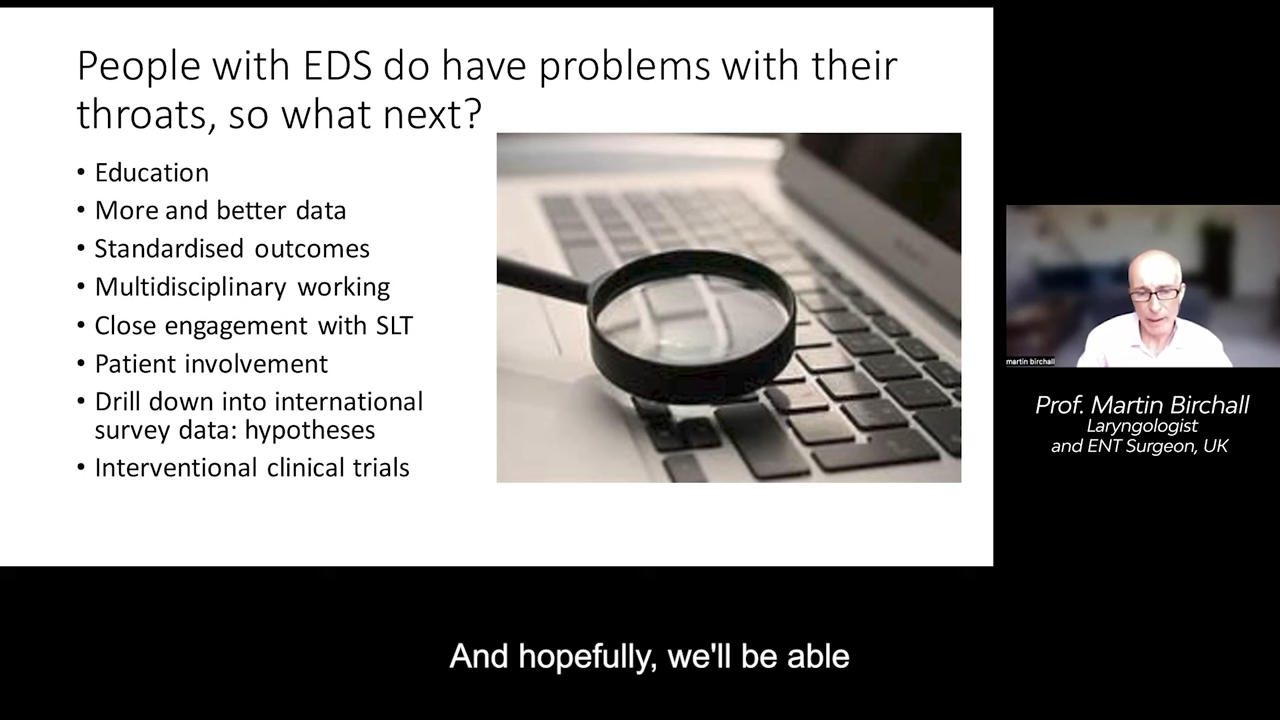 People with EDS do have problems with their
throats, so what next?
• Education
• More and better data
• Standardised outcomes
• Multidisciplinary working
• Close engagement with SLT
• Patient involvement
• Drill down into international
survey data: hypotheses
• Interventional clinical trials
martin birchall
Prof. Martin Birchall
Laryngologist
and ENT Surgeon, UK
And hopefully, we'll be able